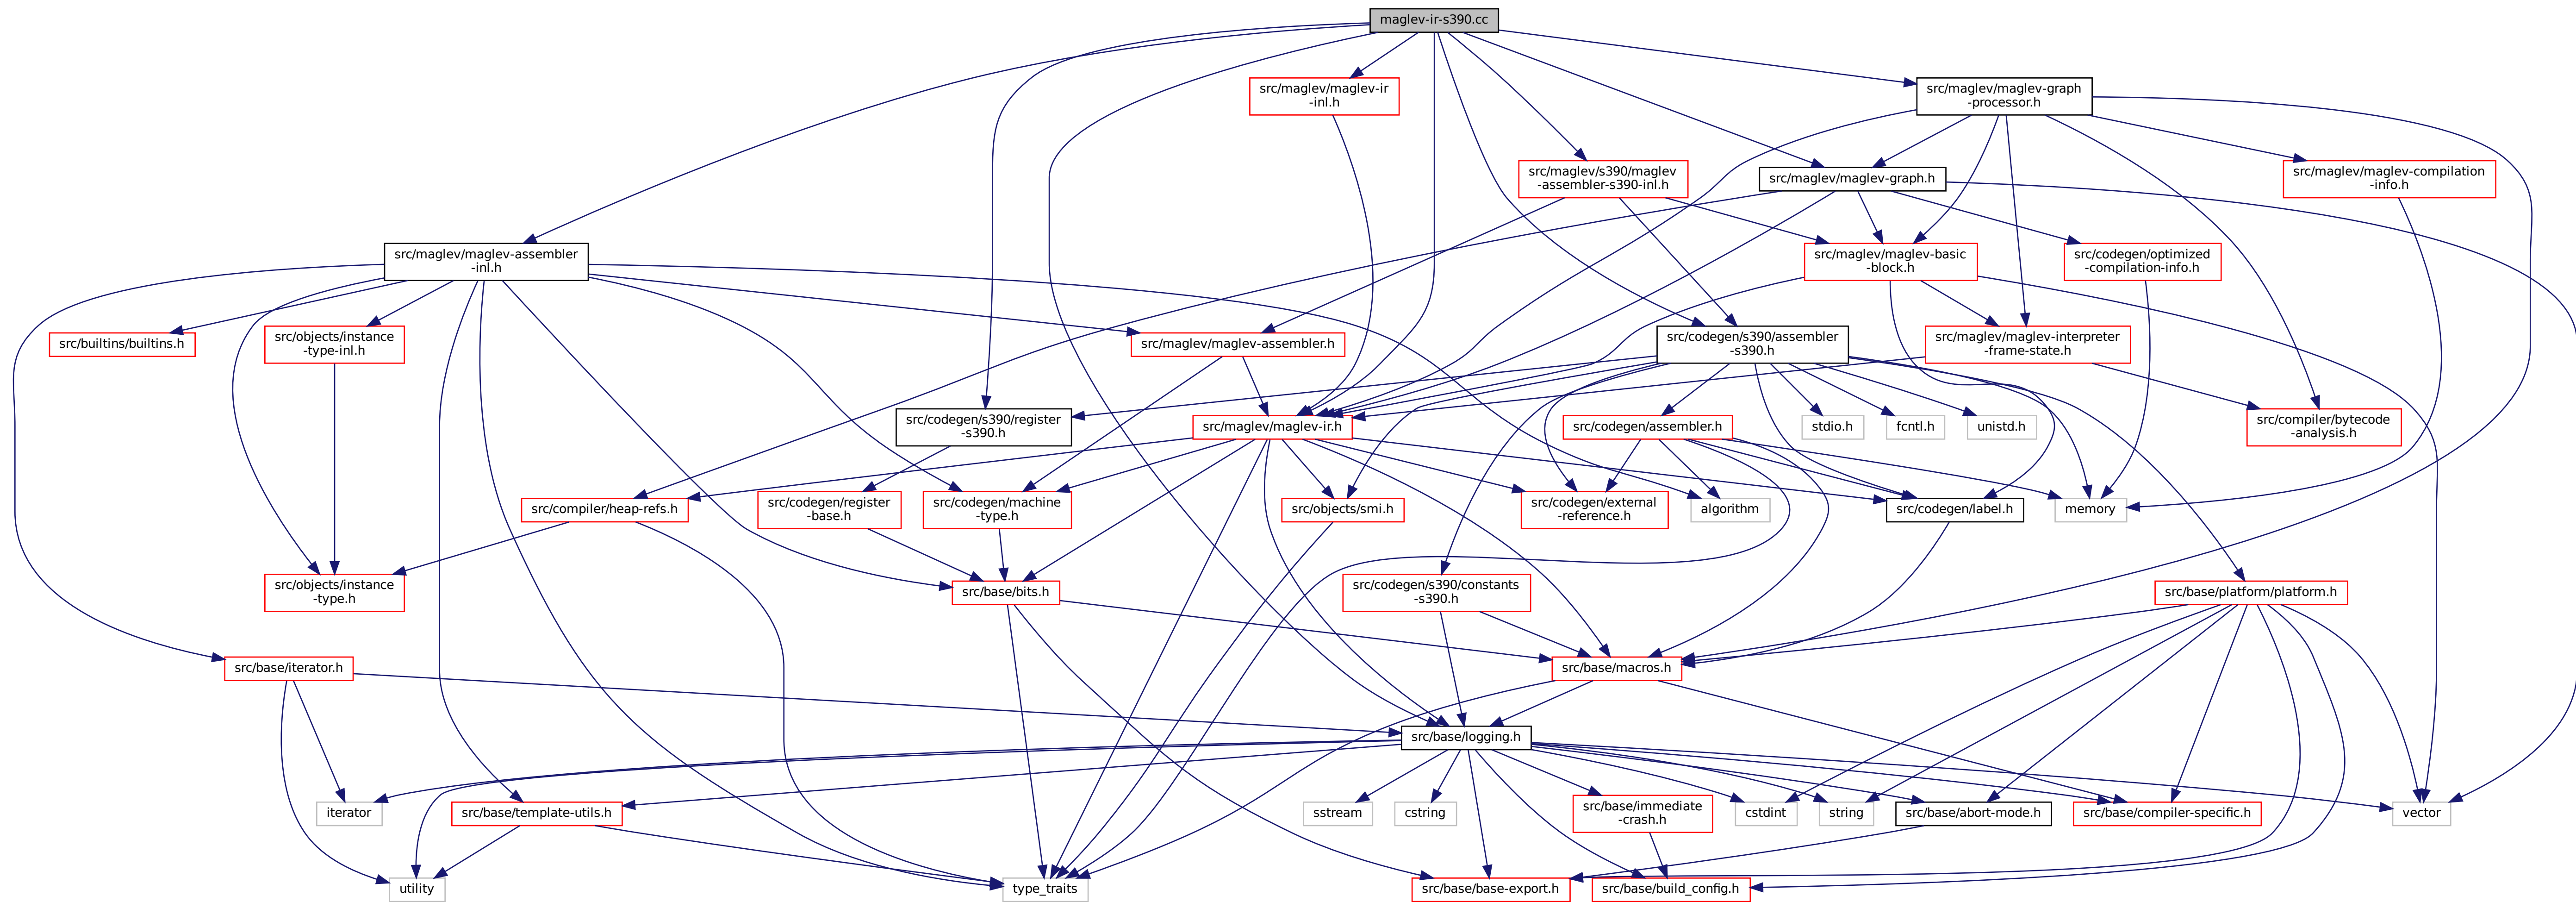 maglev-ir-s390.cc
src/maglev/maglev-ir
-inl.h
src/maglev/maglev-graph
-processor.h
src/maglev/s390/maglev
-assembler-s390-inl.h
src/maglev/maglev-graph.h
src/maglev/maglev-compilation
-info.h
src/maglev/maglev-assembler
-inl.h
src/maglev/maglev-basic
-block.h
src/codegen/optimized
-compilation-info.h
src/builtins/builtins.h
src/objects/instance
-type-inl.h
src/maglev/maglev-assembler.h
src/codegen/s390/assembler
-s390.h
src/maglev/maglev-interpreter
-frame-state.h
src/codegen/s390/register
-s390.h
src/maglev/maglev-ir.h
src/codegen/assembler.h
stdio.h
fcntl.h
unistd.h
src/compiler/bytecode
-analysis.h
src/compiler/heap-refs.h
src/codegen/register
-base.h
src/codegen/machine
-type.h
src/objects/smi.h
src/codegen/external
-reference.h
algorithm
src/codegen/label.h
memory
src/objects/instance
-type.h
src/base/bits.h
src/codegen/s390/constants
-s390.h
src/base/platform/platform.h
src/base/iterator.h
src/base/macros.h
src/base/logging.h
iterator
src/base/template-utils.h
sstream
cstring
src/base/immediate
-crash.h
cstdint
string
src/base/abort-mode.h
src/base/compiler-specific.h
vector
utility
type_traits
src/base/base-export.h
src/base/build_config.h